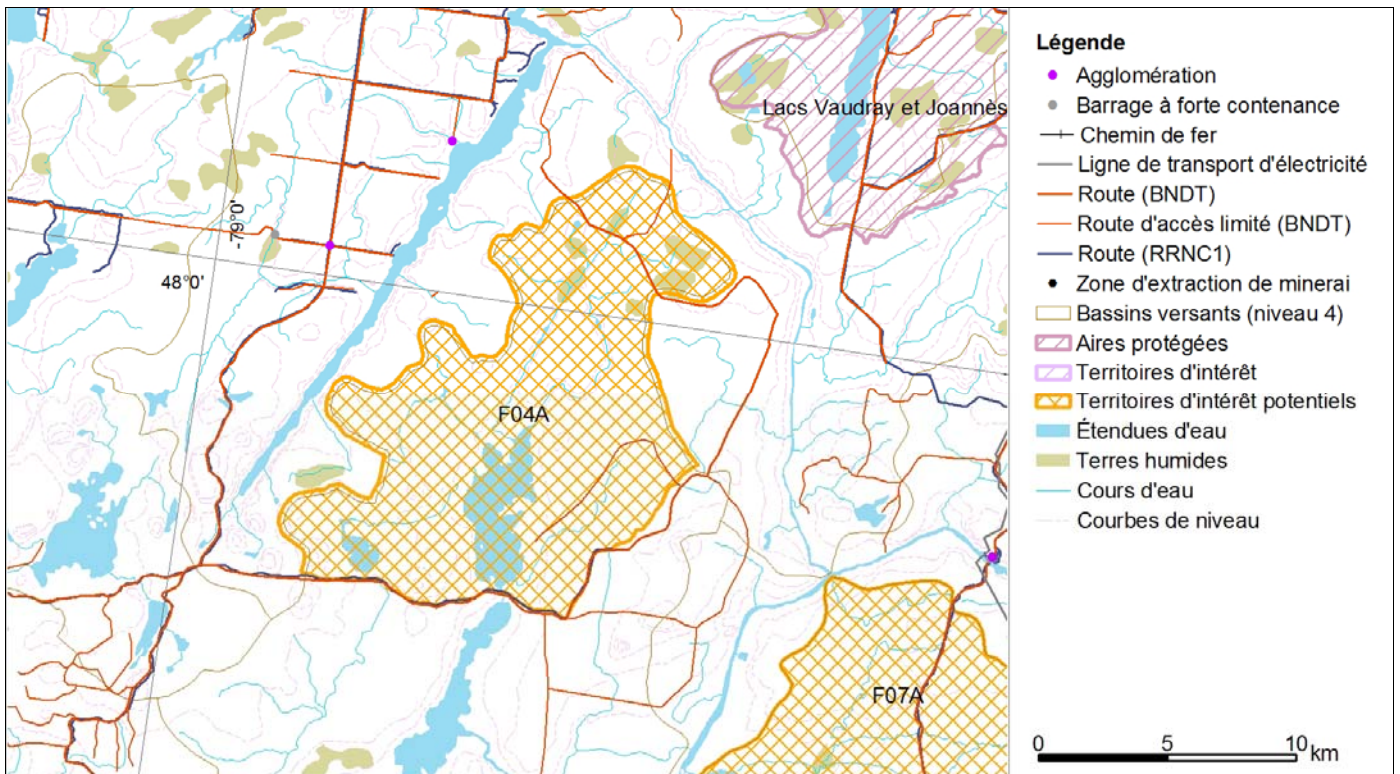 Lacs Vaudray et Joannès
-79°0'
48°0'
F04A
F07A
Légende
Agglomération
Barrage à forte contenance
Chemin de fer
Ligne de transport d'électricité
Route (BNDT)
Route d'accès limité (BNDT)
Route (RRNC1)
Zone d'extraction de minerai
Bassins versants (niveau 4)
Aires protégées
Territoires d'intérêt
Territoires d'intérêt potentiels
Étendues d'eau
Terres humides
Cours d'eau
Courbes de niveau
0 5 10 km